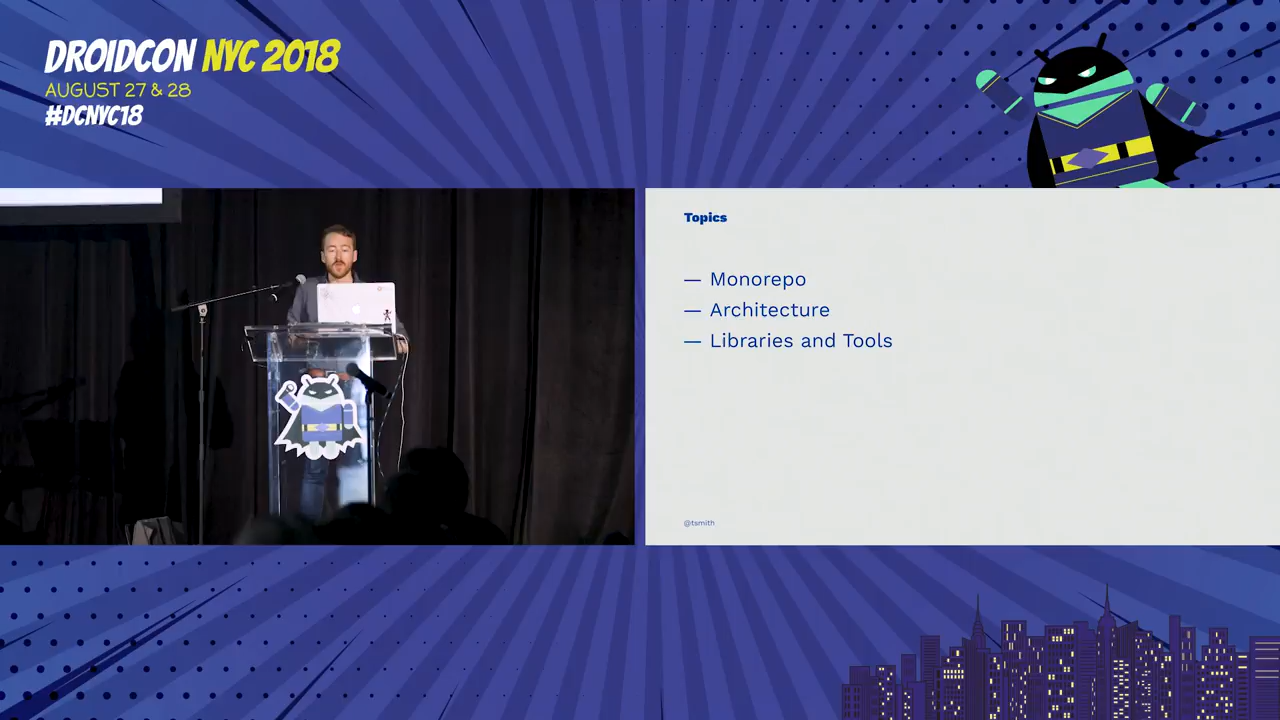 DROIDCON NYC 2018
AUGUST 27 & 28
#DCNYC18
Topics
— Monorepo
— Architecture
— Libraries and Tools
@tsmith